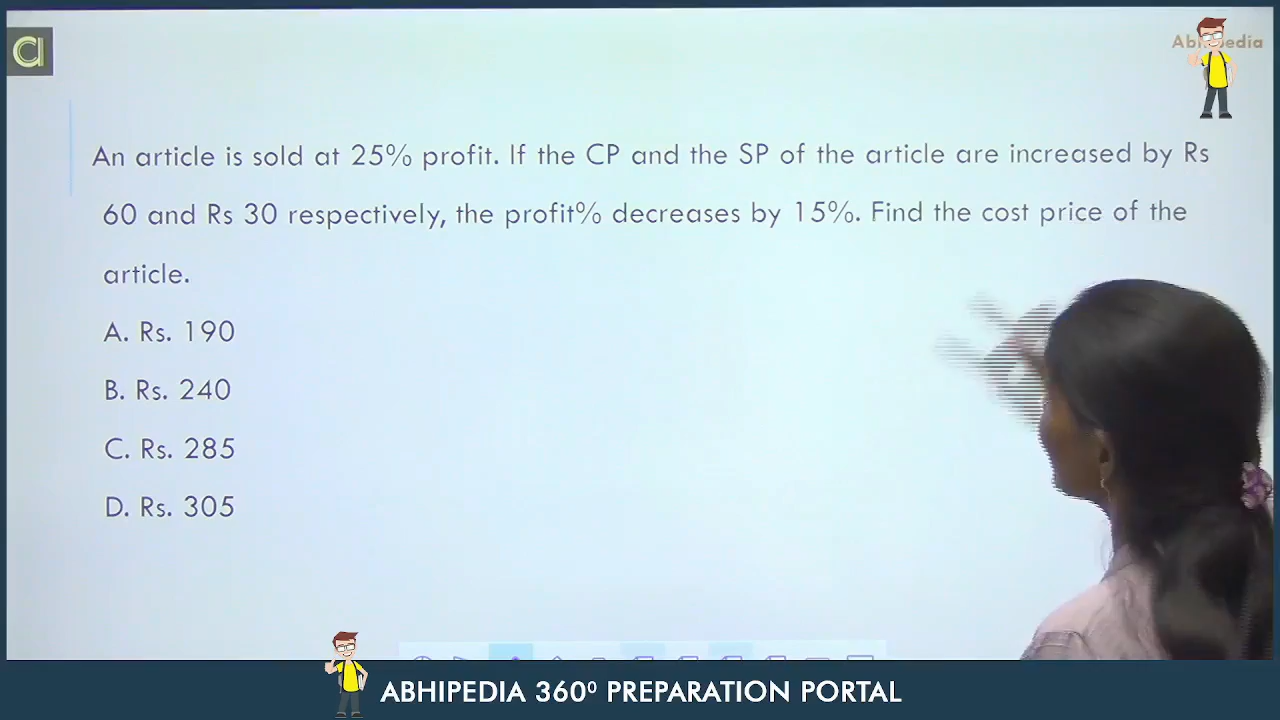 Abhipedia
An article is sold at 25% profit. If the CP and the SP of the article are increased by Rs
60 and Rs 30 respectively, the profit% decreases by 15%. Find the cost price of the
article.
A. Rs. 190
B. Rs. 240
C. Rs. 285
D. Rs. 305
ABHIPEDIA 360⁰ PREPARATION PORTAL